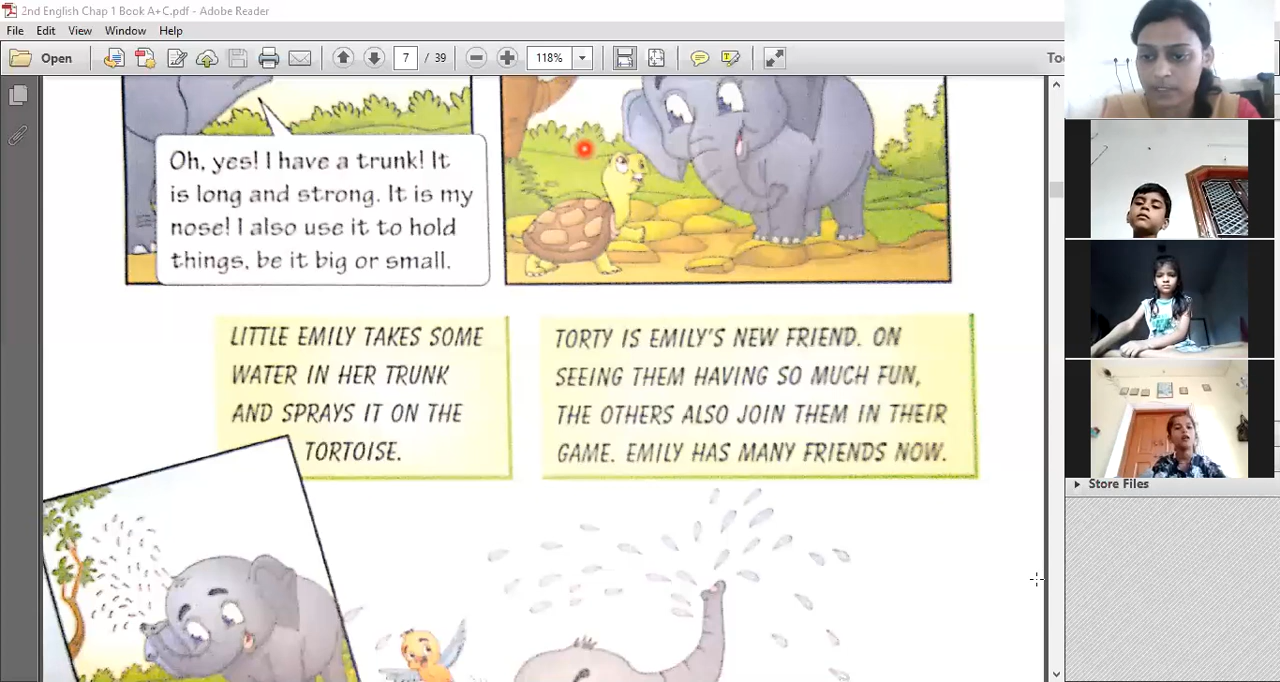 2nd English Chap 1 Book A+C.pdf - Adobe Reader
File Edit View Window Help
Open 7 / 39 118% To
Oh, yes! I have a trunk! It
is long and strong. It is my
nose! I also use it to hold
things, be it big or small.
LITTLE EMILY TAKES SOME
WATER IN HER TRUNK
AND SPRAYS IT ON THE
TORTOISE.
TORTY IS EMILY'S NEW FRIEND. ON
SEEING THEM HAVING SO MUCH FUN,
THE OTHERS ALSO JOIN THEM IN THEIR
GAME. EMILY HAS MANY FRIENDS NOW.
Store Files